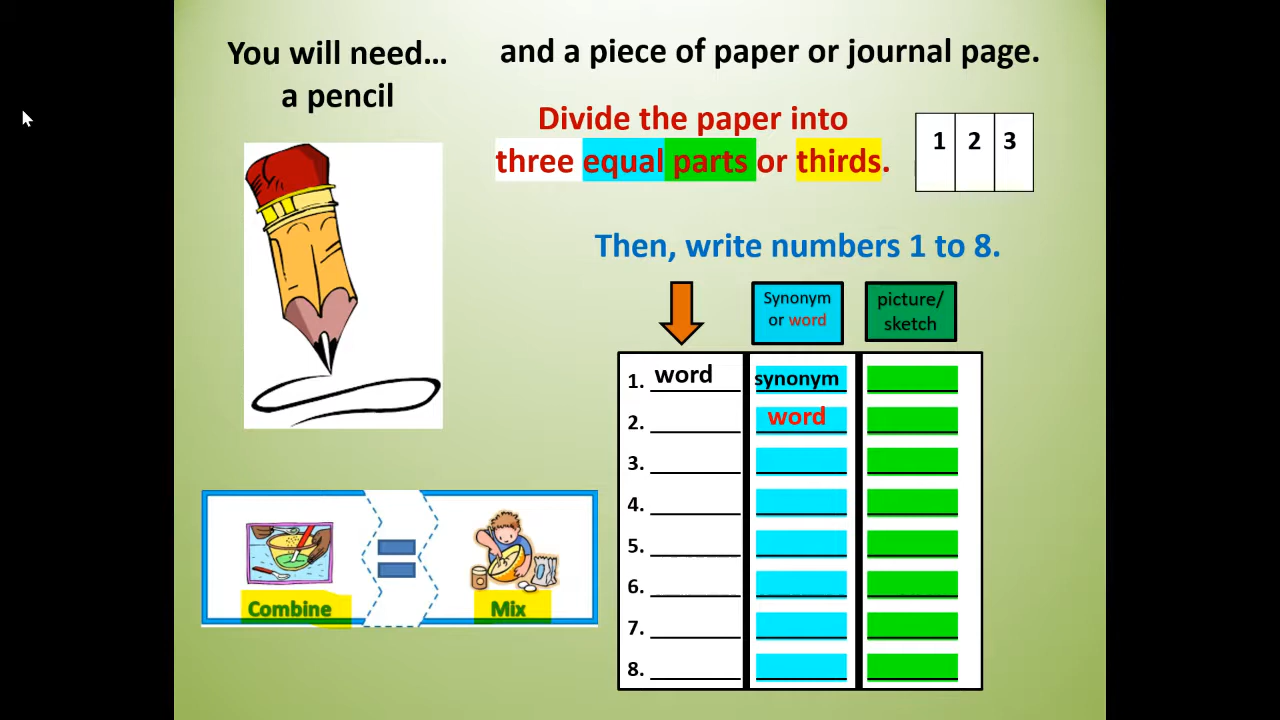 You will need…
a pencil
and a piece of paper or journal page.
Divide the paper into
three equal parts or thirds.
1 2 3
Then, write numbers 1 to 8.
Synonym
or word
picture/
sketch
1. word synonym
2. word
3.
4.
5.
6.
7.
8.
Combine
Mix